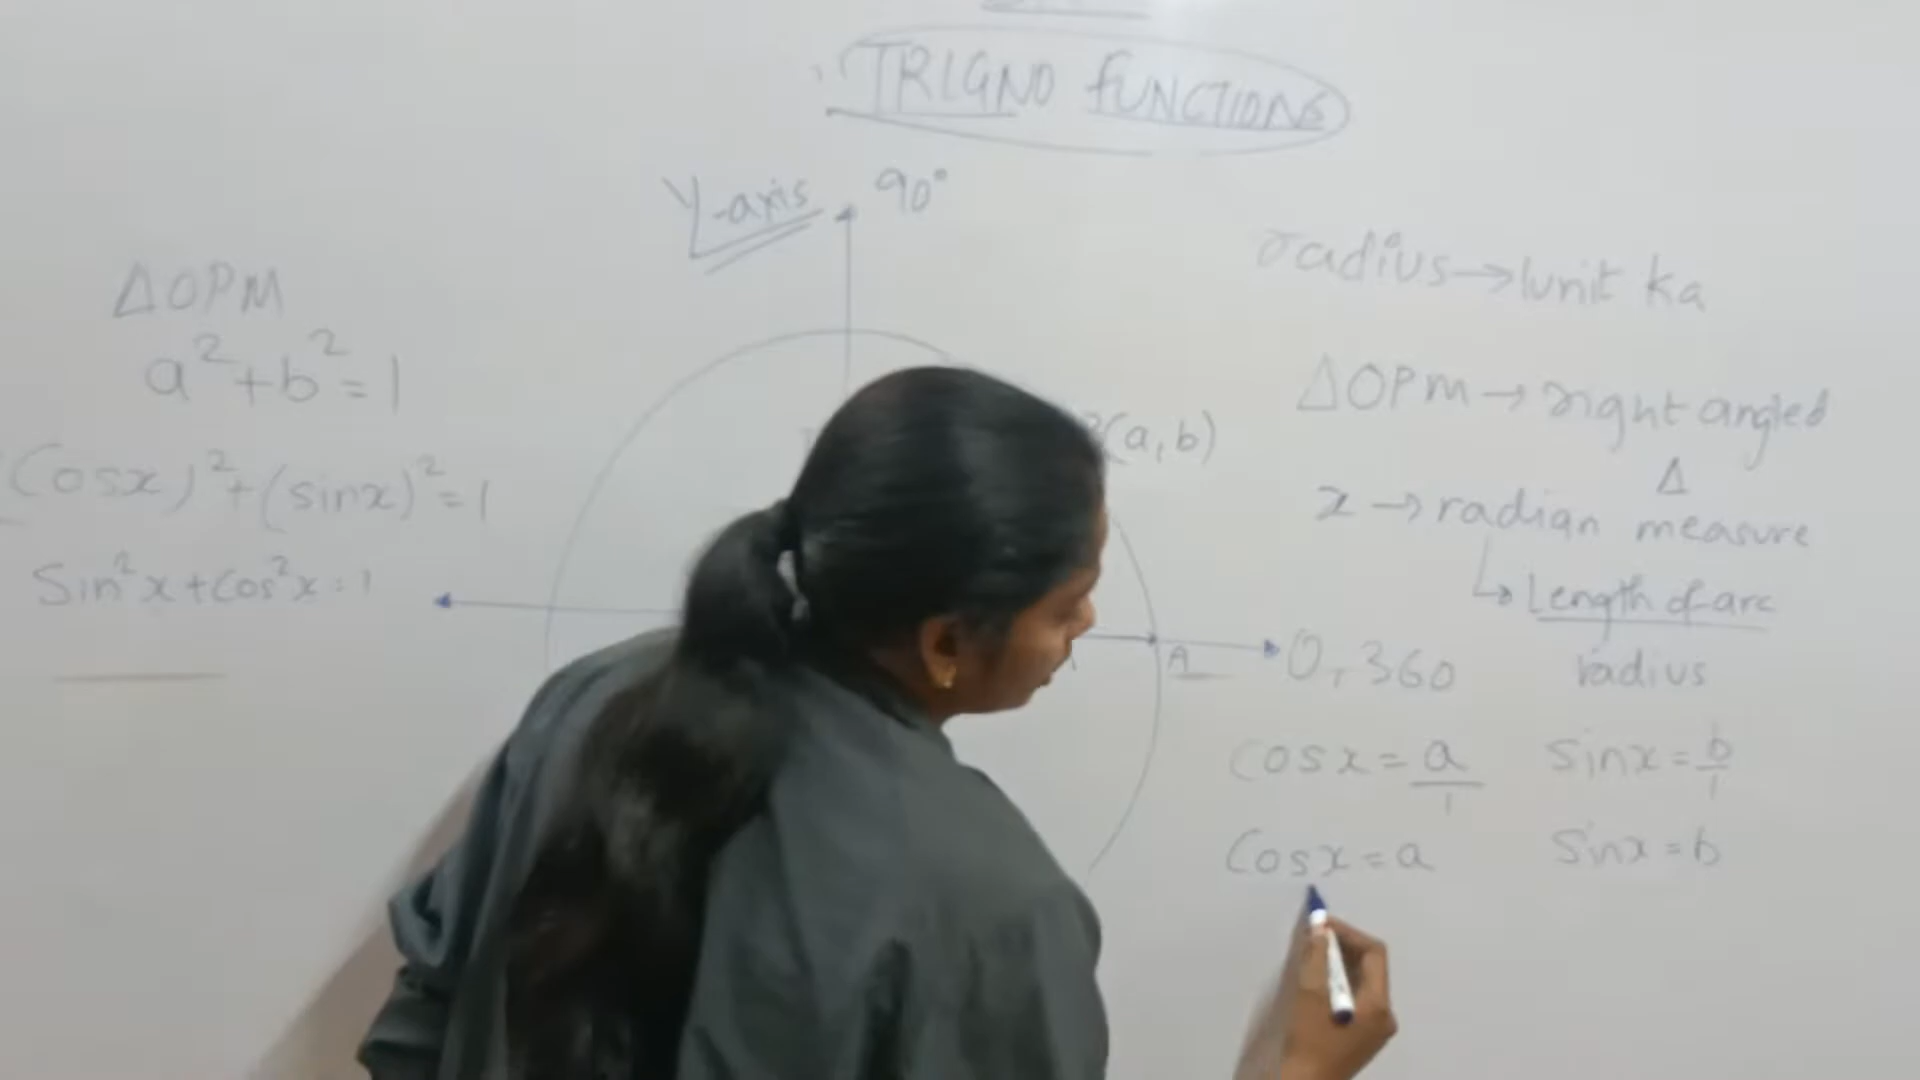 TRIGNO FUNCTIONS
Y-axis
90°
ΔOPM
a²+b²=1
(Cosx)²+(sinx)²=1
Sin²x+Cos²x=1
(a,b)
A
0, 360
radius→1unit ka
ΔOPM→right angled
Δ
x→radian measure
↳Length of arc
radius
Cosx=a/1
Sinx=b/1
Cosx=a
Sinx=b